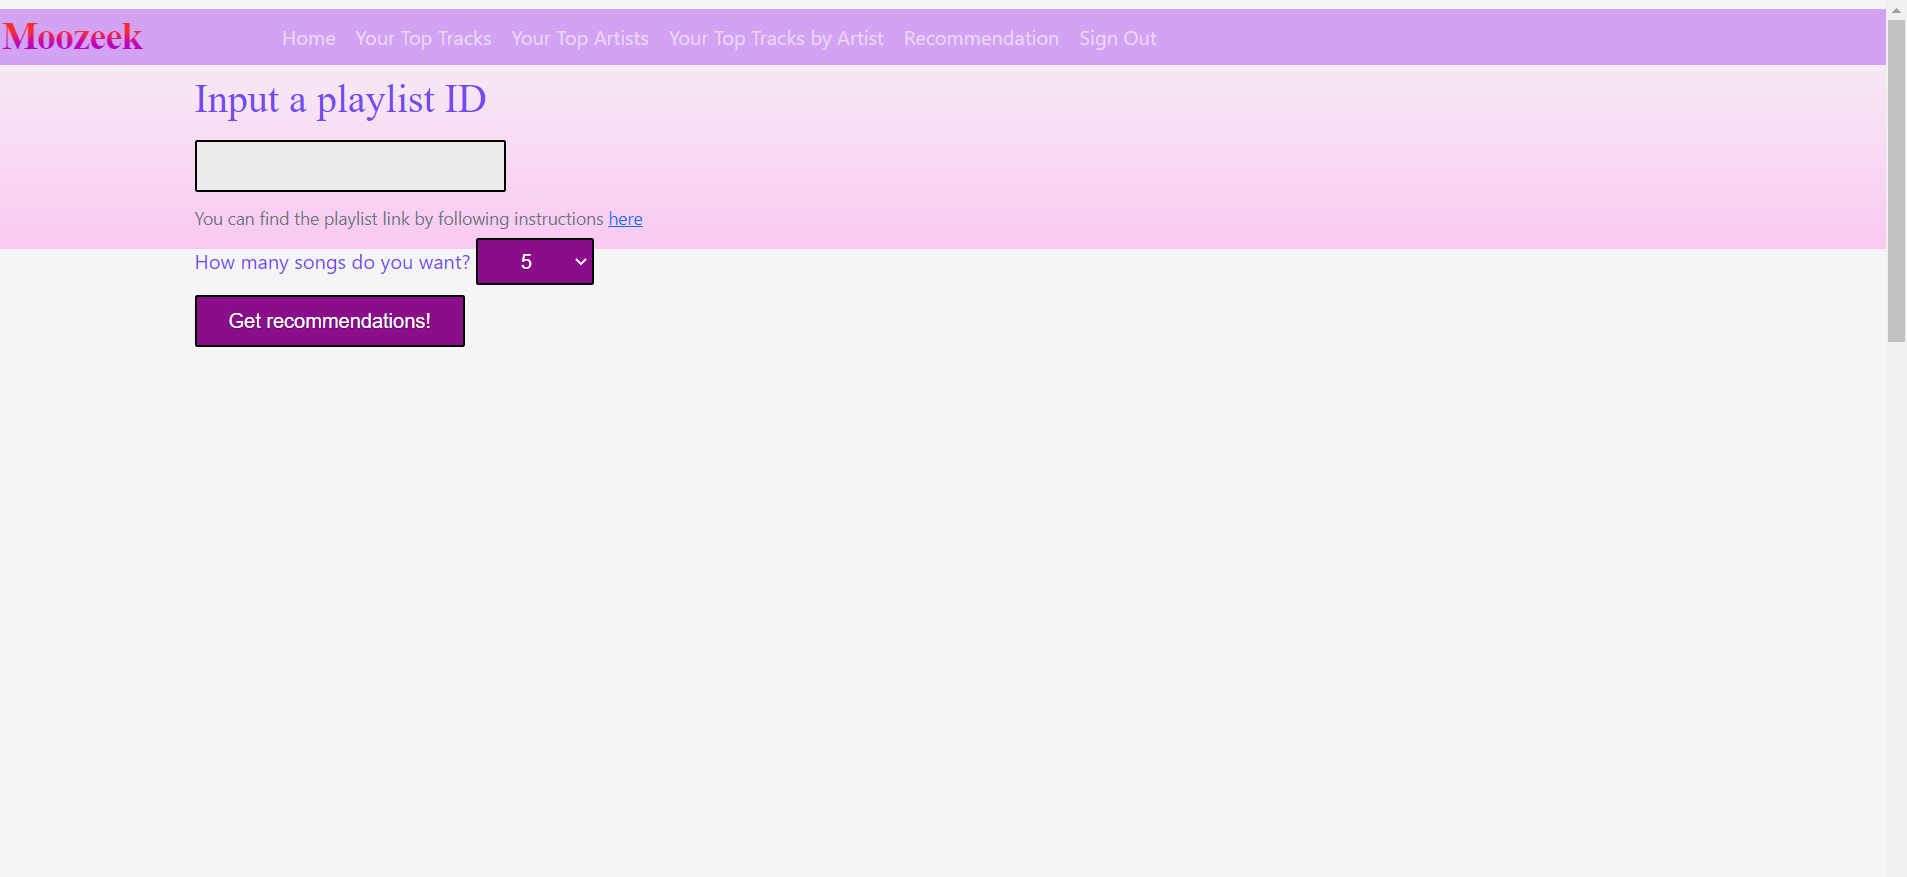 Moozeek Home Your Top Tracks Your Top Artists Your Top Tracks by Artist Recommendation Sign Out
Input a playlist ID
You can find the playlist link by following instructions here
How many songs do you want? 5
Get recommendations!